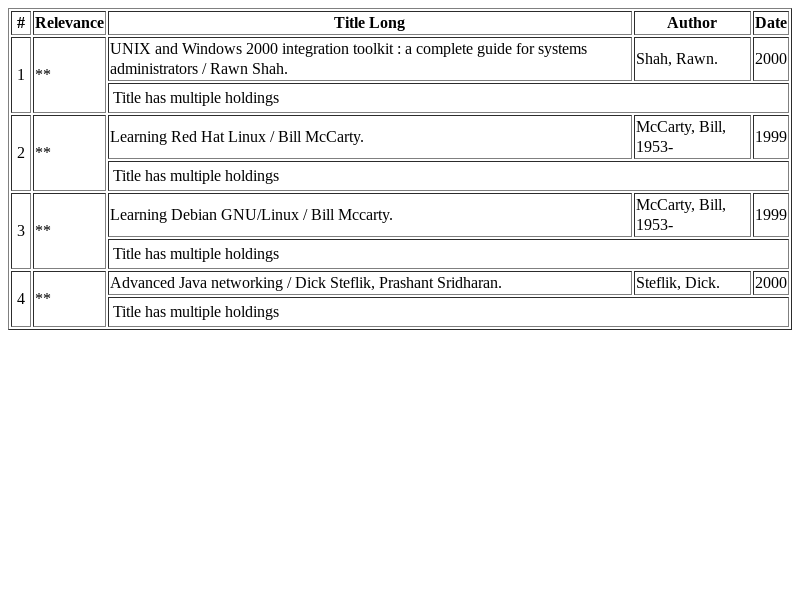 # Relevance Title Long Author Date
1 ** UNIX and Windows 2000 integration toolkit : a complete guide for systems administrators / Rawn Shah. Shah, Rawn. 2000
Title has multiple holdings
2 ** Learning Red Hat Linux / Bill McCarty. McCarty, Bill, 1953- 1999
Title has multiple holdings
3 ** Learning Debian GNU/Linux / Bill Mccarty. McCarty, Bill, 1953- 1999
Title has multiple holdings
4 ** Advanced Java networking / Dick Steflik, Prashant Sridharan. Steflik, Dick. 2000
Title has multiple holdings